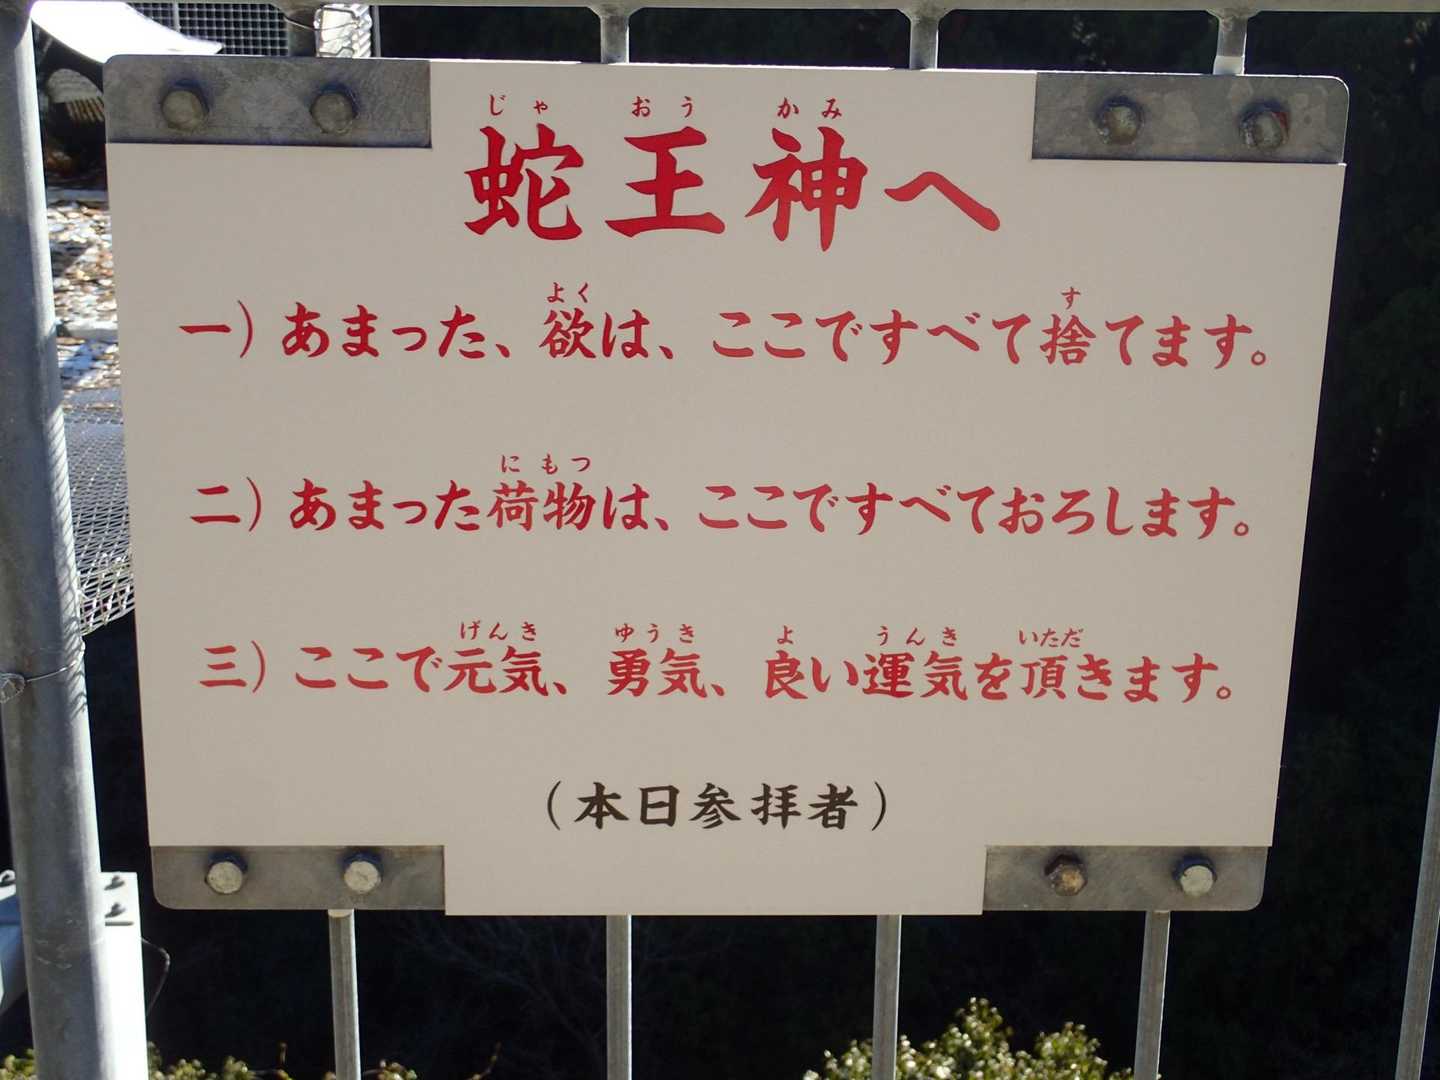 じゃ おう かみ
蛇王神へ
よく す
一）あまった、欲は、ここですべて捨てます。
にもつ
二）あまった荷物は、ここですべておろします。
げんき ゆうき よ うんき いただ
三）ここで元気、勇気、良い運気を頂きます。
（本日参拝者）